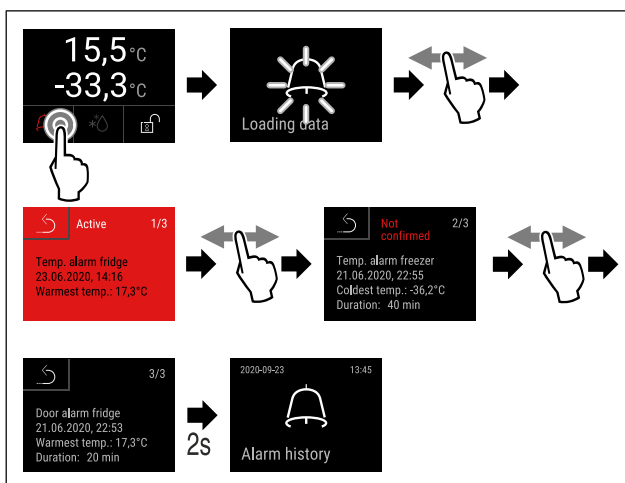 15,5°C
-33,3°C
Loading data
Active 1/3
Temp. alarm fridge
23.06.2020, 14:16
Warmest temp.: 17,3°C
Not
confirmed
2/3
Temp. alarm freezer
21.06.2020, 22:55
Coldest temp.: -36,2°C
Duration: 40 min
3/3
Door alarm fridge
21.06.2020, 22:53
Warmest temp.: 17,3°C
Duration: 20 min
2s
2020-09-23 13:45
Alarm history